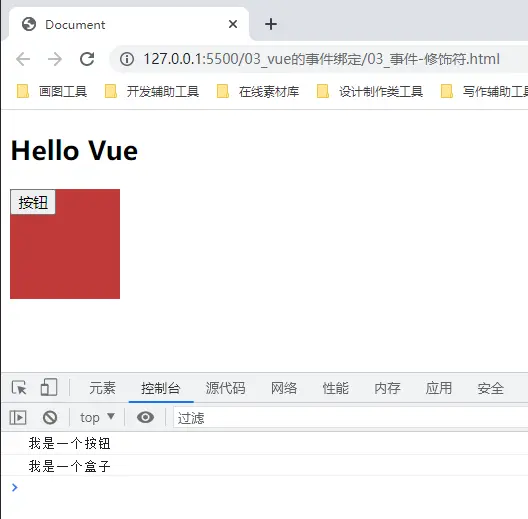 Document
127.0.0.1:5500/03_vue的事件绑定/03_事件-修饰符.html
画图工具 开发辅助工具 在线素材库 设计制作类工具 写作辅助工具
Hello Vue
按钮
元素 控制台 源代码 网络 性能 内存 应用 安全
top 过滤
我是一个按钮
我是一个盒子